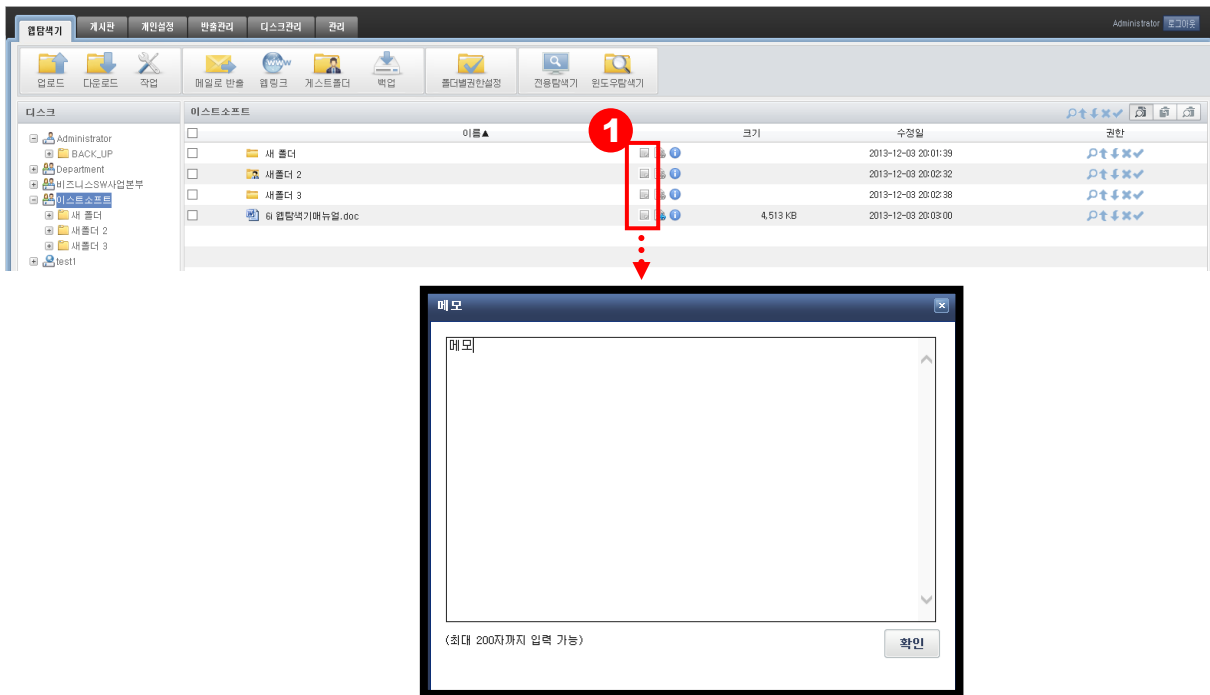 웹탐색기 게시판 개인설정 반출관리 디스크관리 관리 Administrator 로그아웃
업로드 다운로드 작업 메일로 반출 웹링크 게스트폴더 백업 폴더별권한설정 전용탐색기 윈도우탐색기
디스크 이스토소프트
이름▲ 크기 수정일 권한
Administrator
BACK_UP
Department
비즈니스SW사업본부
이스트소프트
새 폴더
새폴더 2
새폴더 3
test1
새 폴더 2013-12-03 20:01:39
새폴더 2 2013-12-03 20:02:32
새폴더 3 2013-12-03 20:02:38
6i 웹탐색기매뉴얼.doc 4,513 KB 2013-12-03 20:03:00
1
메모
메모
(최대 200자까지 입력 가능)
확인